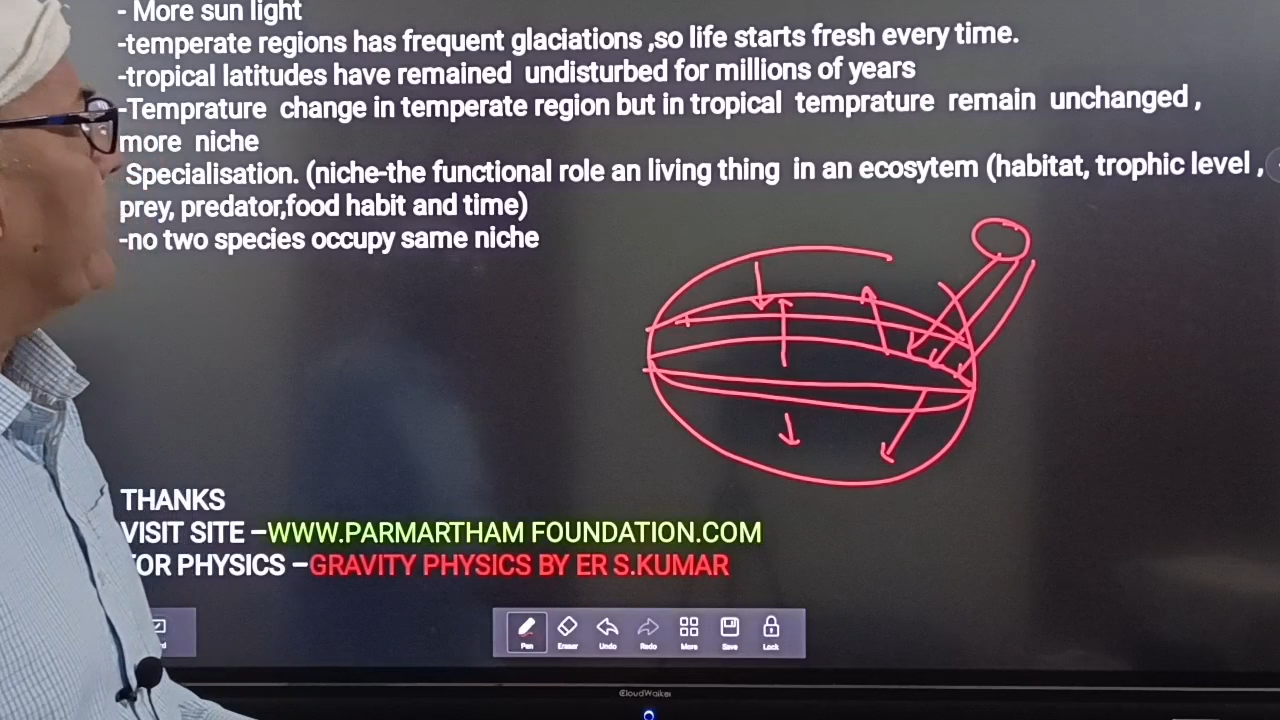 - More sun light
-temperate regions has frequent glaciations ,so life starts fresh every time.
-tropical latitudes have remained undisturbed for millions of years
-Temprature change in temperate region but in tropical temprature remain unchanged ,
more niche
Specialisation. (niche-the functional role an living thing in an ecosytem (habitat, trophic level ,
prey, predator,food habit and time)
-no two species occupy same niche
THANKS
VISIT SITE –WWW.PARMARTHAM FOUNDATION.COM
FOR PHYSICS –GRAVITY PHYSICS BY ER S.KUMAR
Pen Eraser Undo Redo More Save Lock
CloudWalker